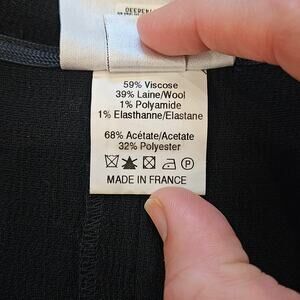 59% Viscose
39% Laine/Wool
1% Polyamide
1% Elasthanne/Elastane
68% Acétate/Acetate
32% Polyester
P
MADE IN FRANCE